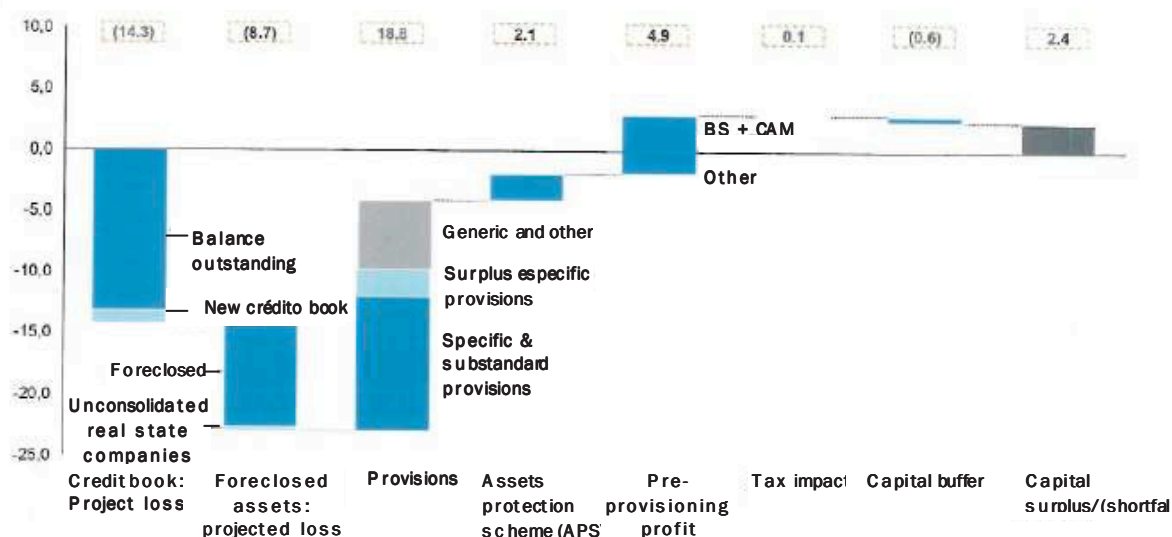 10,0
(14.3)
(8.7)
18.8
2.1
4.9
0.1
(0.6)
2.4
5,0
BS + CAM
0,0
Other
-5,0
Balance
outstanding
Generic and other
-10,0
Surplus especific
provisions
New crédito book
-15,0
Specific &
substandard
provisions
Foreclosed
-20,0
Unconsolidated
real state
companies
-25,0
Credit book:
Project loss
Foreclosed
assets:
projected loss
Provisions
Assets
protection
scheme (APS
Pre-
provisioning
profit
Tax impact
Capital buffer
Capital
surplus/(shortfal